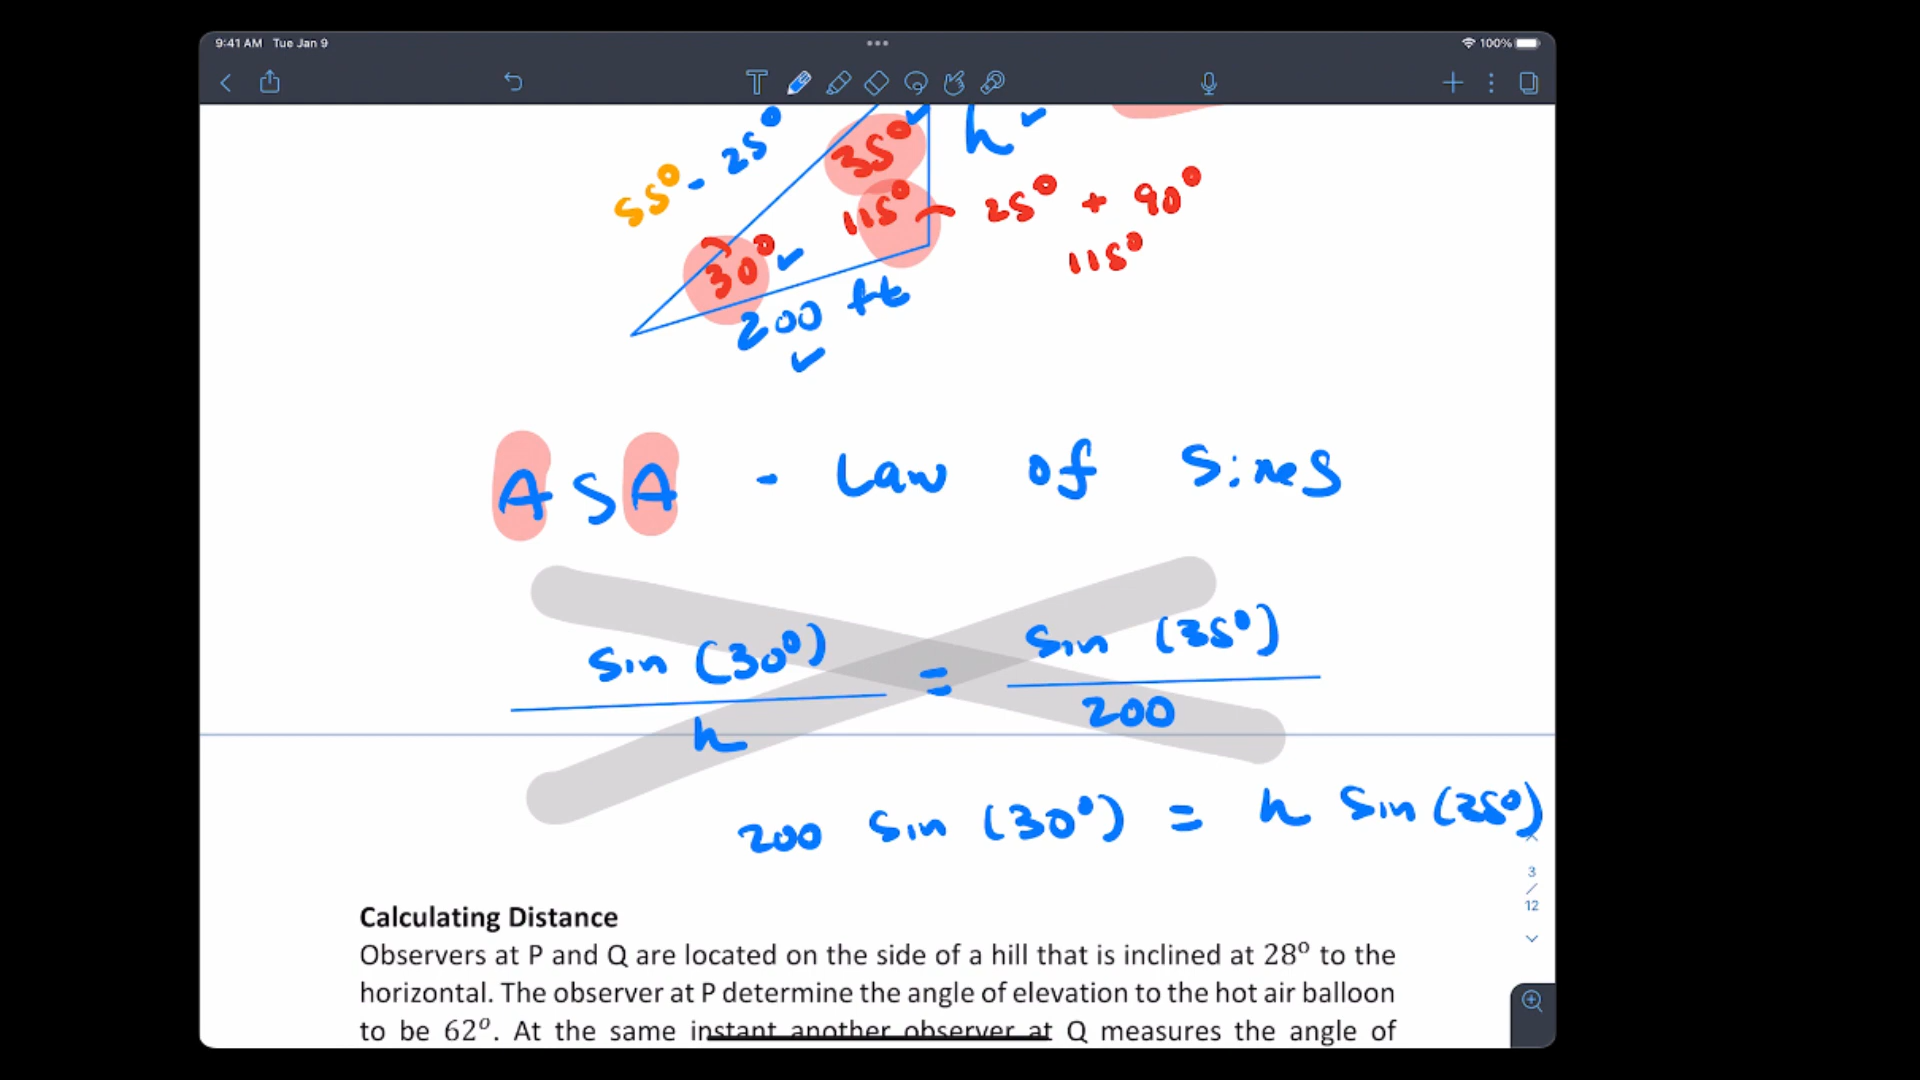 9:41 AM Tue Jan 9
100%
h
55° - 25°
35°
115°
25° + 90°
115°
30°
200 ft
ASA - Law of Sines
sin (30°) = sin (35°)
h 200
200 sin (30°) = h sin (35°)
3
/
12
Calculating Distance
Observers at P and Q are located on the side of a hill that is inclined at 28° to the
horizontal. The observer at P determine the angle of elevation to the hot air balloon
to be 62°. At the same instant another observer at Q measures the angle of